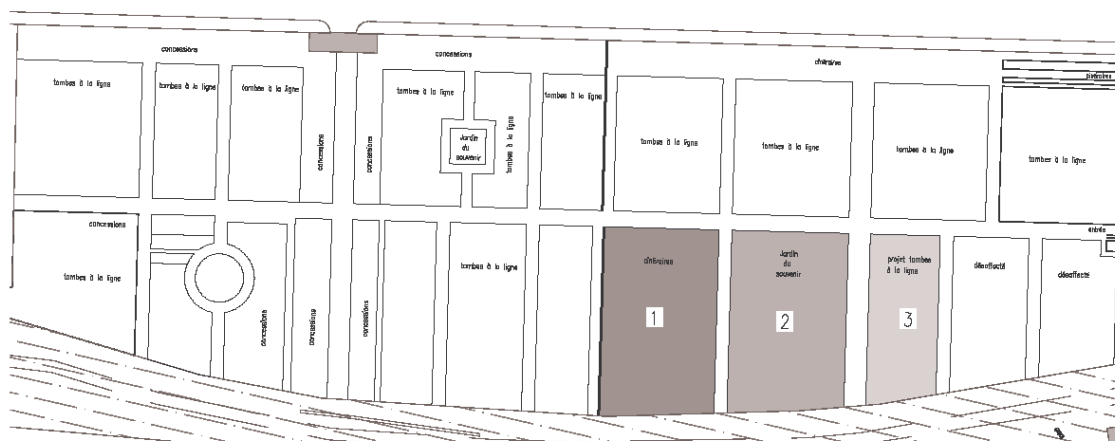 concessions
concessions
cinéraires
cinéraires
tombes à la ligne
tombes à la ligne
tombes à la ligne
tombes à la ligne
tombes à la ligne
concessions
concessions
Jardin
du
souvenir
tombes à la ligne
tombes à la ligne
tombes à la ligne
tombes à la ligne
tombes à la ligne
concessions
entrée
tombes à la ligne
concessions
concessions
concessions
tombes à la ligne
cinéraires
1
Jardin
du
souvenir
2
projet tombes
à la ligne
3
désaffecté
désaffecté